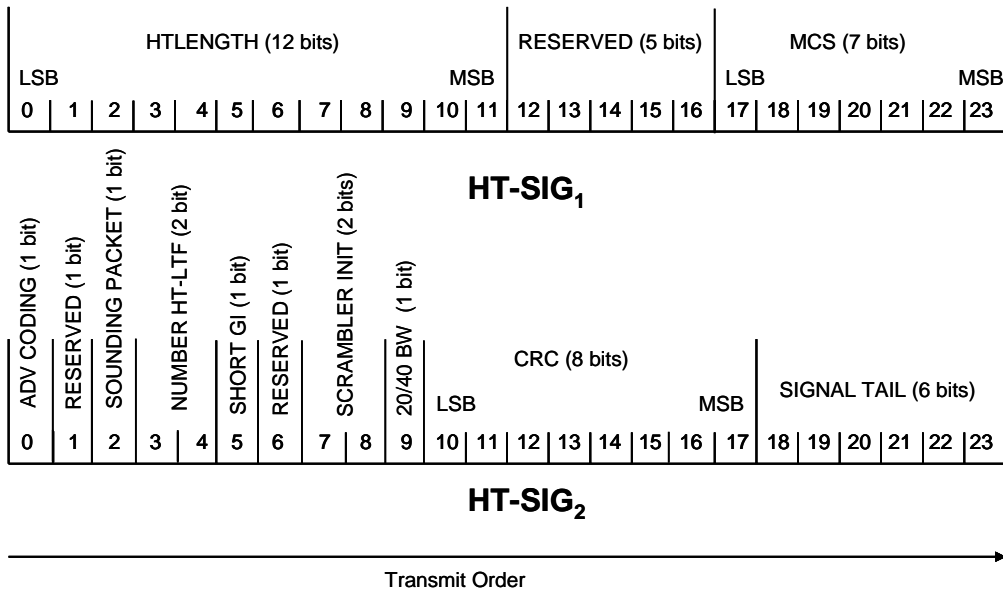 HTLENGTH (12 bits) RESERVED (5 bits) MCS (7 bits)
LSB MSB LSB MSB
0 1 2 3 4 5 6 7 8 9 10 11 12 13 14 15 16 17 18 19 20 21 22 23
HT-SIG1
ADV CODING (1 bit)
RESERVED (1 bit)
SOUNDING PACKET (1 bit)
NUMBER HT-LTF (2 bit)
SHORT GI (1 bit)
RESERVED (1 bit)
SCRAMBLER INIT (2 bits)
20/40 BW (1 bit)
CRC (8 bits)
SIGNAL TAIL (6 bits)
LSB MSB
0 1 2 3 4 5 6 7 8 9 10 11 12 13 14 15 16 17 18 19 20 21 22 23
HT-SIG2
Transmit Order